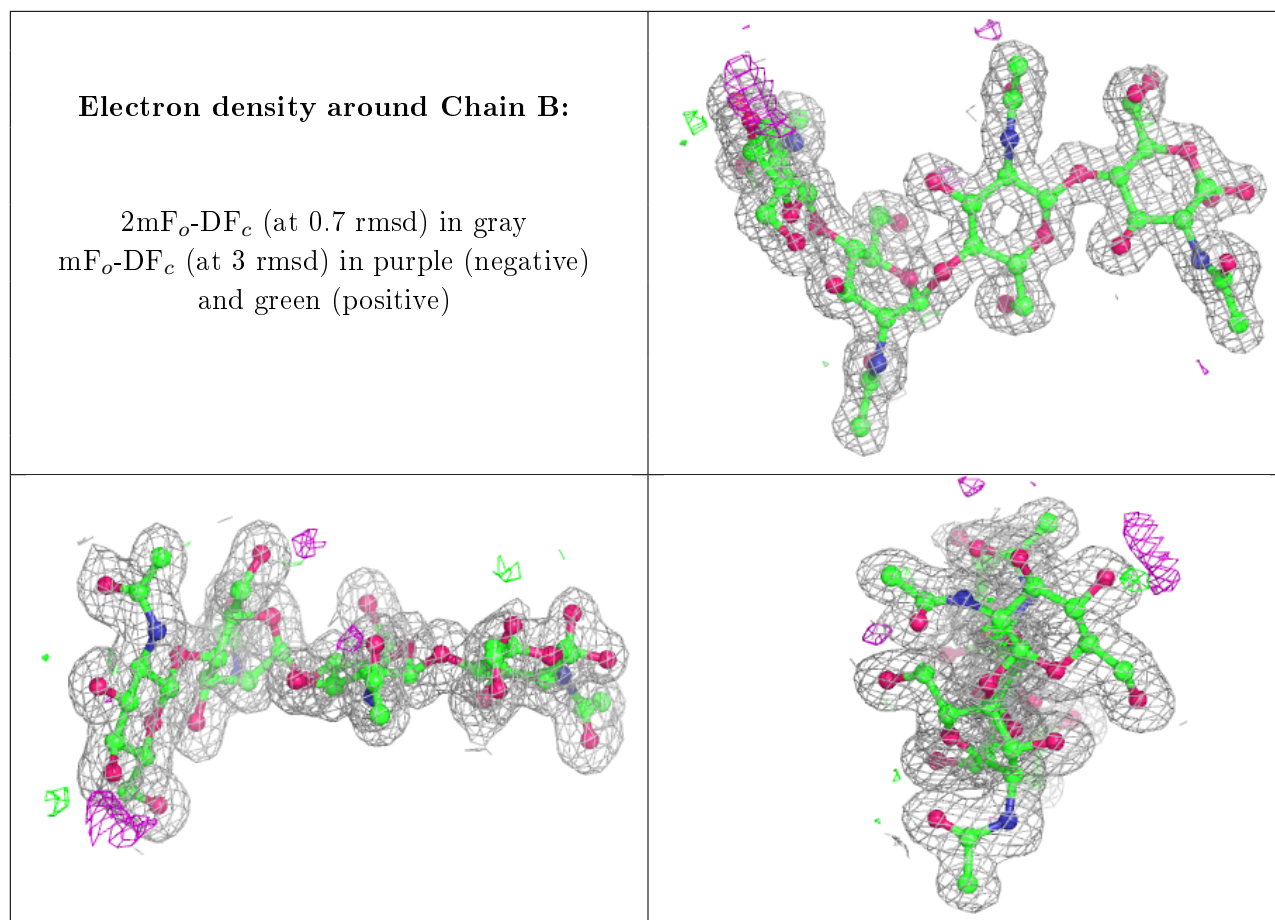 Electron density around Chain B:
2mFₒ-DF𝒸 (at 0.7 rmsd) in gray
mFₒ-DF𝒸 (at 3 rmsd) in purple (negative)
and green (positive)